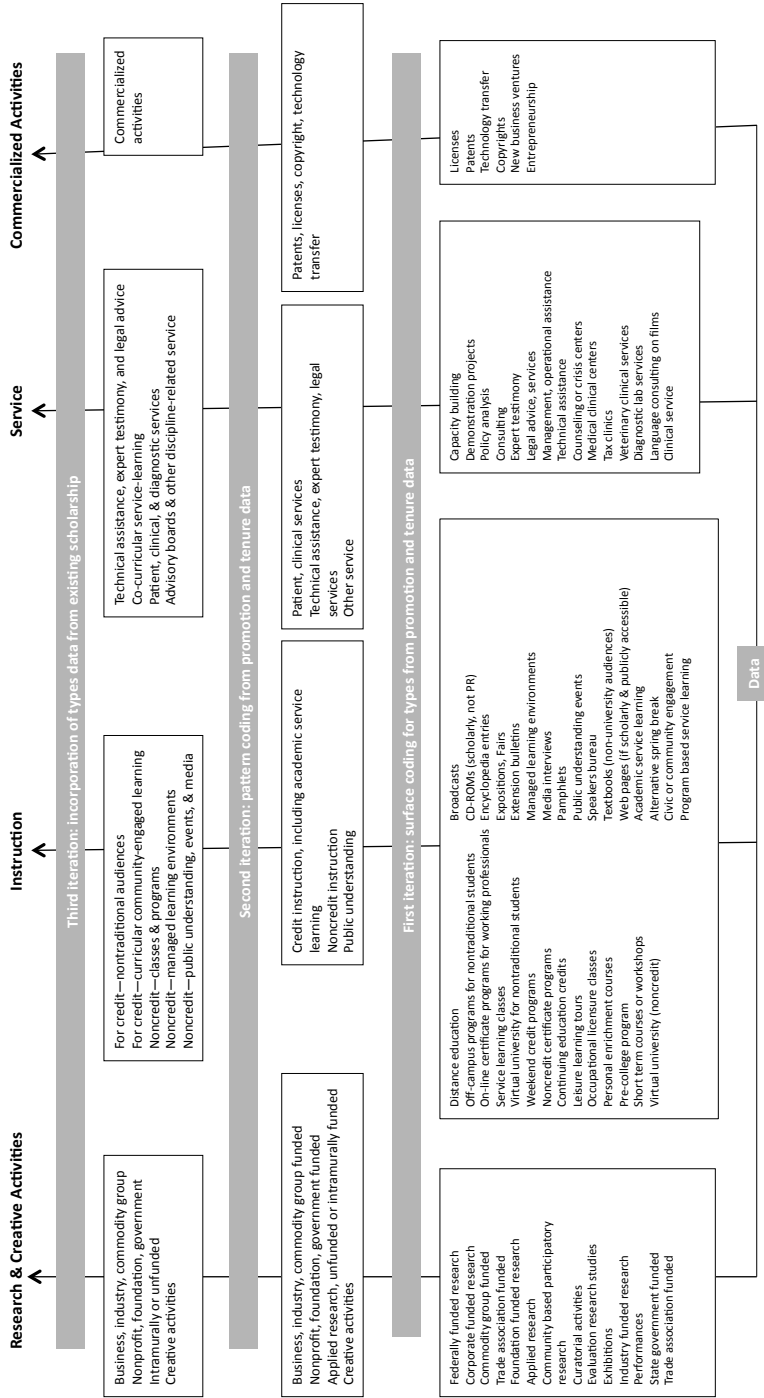 Research & Creative Activities
Instruction
Service
Commercialized Activities
Third iteration: incorporation of types data from existing scholarship
Business, industry, commodity group
Nonprofit, foundation, government
Intramurally or unfunded
Creative activities
For credit—nontraditional audiences
For credit—curricular community-engaged learning
Noncredit—classes & programs
Noncredit—managed learning environments
Noncredit—public understanding, events, & media
Technical assistance, expert testimony, and legal advice
Co-curricular service-learning
Patient, clinical, & diagnostic services
Advisory boards & other discipline-related service
Commercialized
activities
Second iteration: pattern coding from promotion and tenure data
Business, industry, commodity group funded
Nonprofit, foundation, government funded
Applied research, unfunded or intramurally funded
Creative activities
Credit instruction, including academic service
learning
Noncredit instruction
Public understanding
Patient, clinical services
Technical assistance, expert testimony, legal
services
Other service
Patents, licenses, copyright, technology
transfer
First iteration: surface coding for types from promotion and tenure data
Federally funded research
Corporate funded research
Commodity group funded
Trade association funded
Foundation funded research
Applied research
Community based participatory
research
Curatorial activities
Evaluation research studies
Exhibitions
Industry funded research
Performances
State government funded
Trade association funded
Distance education
Off-campus programs for nontraditional students
On-line certificate programs for working professionals
Service learning classes
Virtual university for nontraditional students
Weekend credit programs
Noncredit certificate programs
Continuing education credits
Leisure learning tours
Occupational licensure classes
Personal enrichment courses
Pre-college program
Short term courses or workshops
Virtual university (noncredit)
Broadcasts
CD-ROMs (scholarly, not PR)
Encyclopedia entries
Expositions, Fairs
Extension bulletins
Managed learning environments
Media interviews
Pamphlets
Public understanding events
Speakers bureau
Textbooks (non-university audiences)
Web pages (if scholarly & publicly accessible)
Academic service learning
Alternative spring break
Civic or community engagement
Program based service learning
Capacity building
Demonstration projects
Policy analysis
Consulting
Expert testimony
Legal advice, services
Management, operational assistance
Technical assistance
Counseling or crisis centers
Medical clinical centers
Tax clinics
Veterinary clinical services
Diagnostic lab services
Language consulting on films
Clinical service
Licenses
Patents
Technology transfer
Copyrights
New business ventures
Entrepreneurship
Data